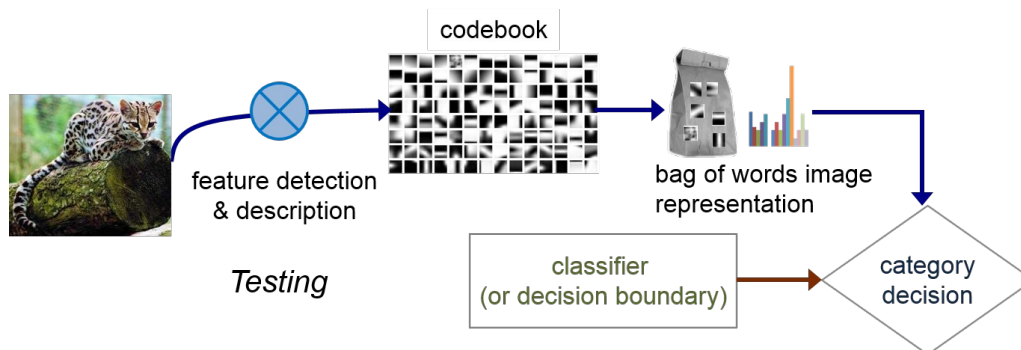 codebook
feature detection
& description
bag of words image
representation
Testing
classifier
(or decision boundary)
category
decision